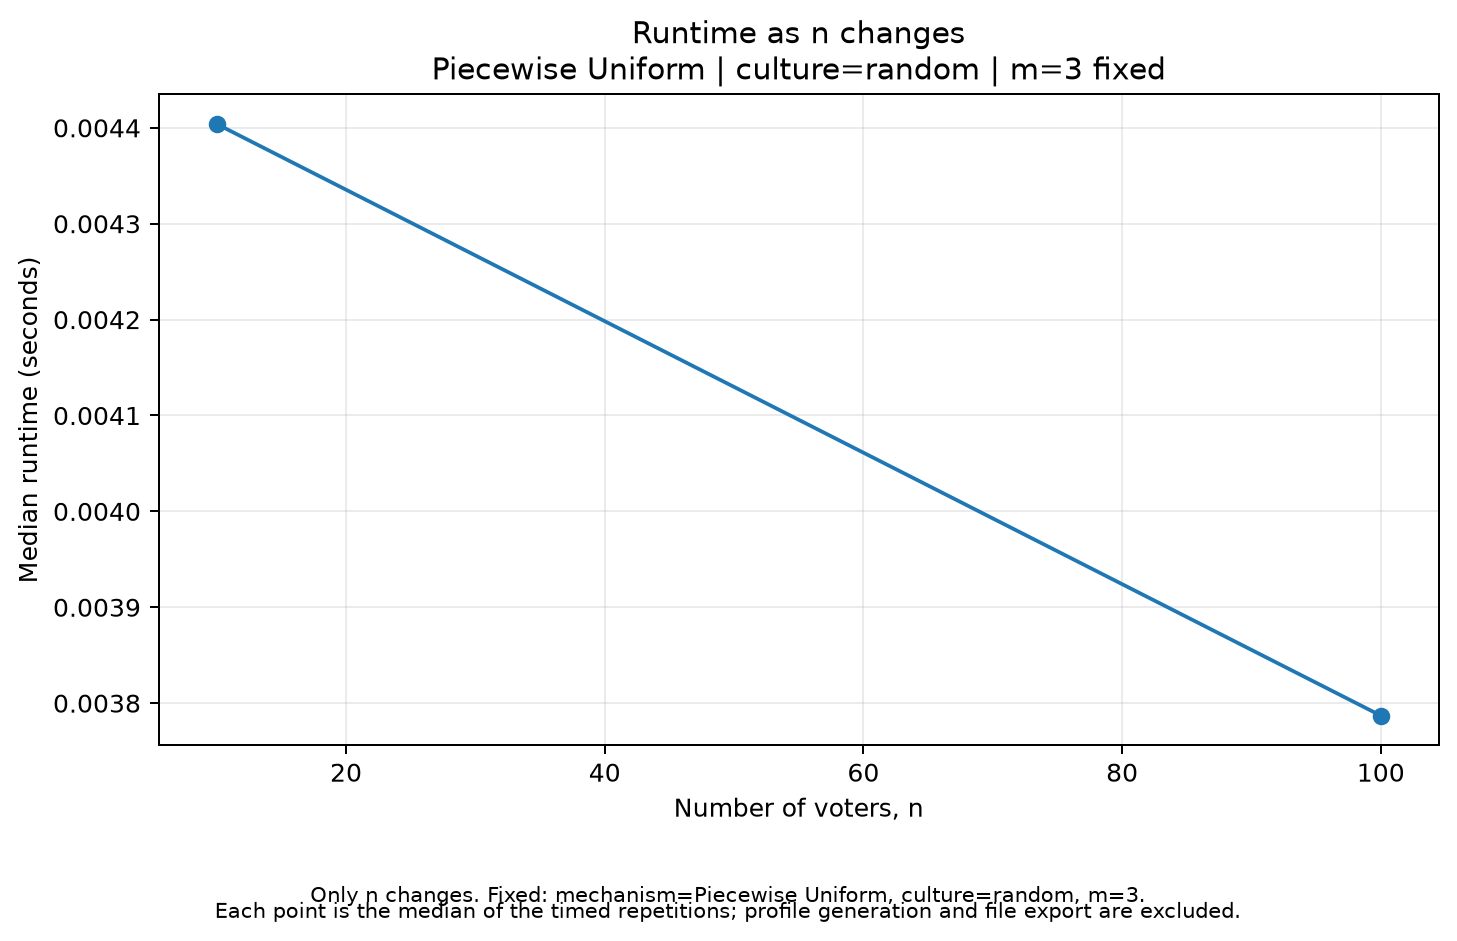 Runtime as n changes
Piecewise Uniform | culture=random | m=3 fixed
Median runtime (seconds)
0.0044
0.0043
0.0042
0.0041
0.0040
0.0039
0.0038
20 40 60 80 100
Number of voters, n
Only n changes. Fixed: mechanism=Piecewise Uniform, culture=random, m=3.
Each point is the median of the timed repetitions; profile generation and file export are excluded.